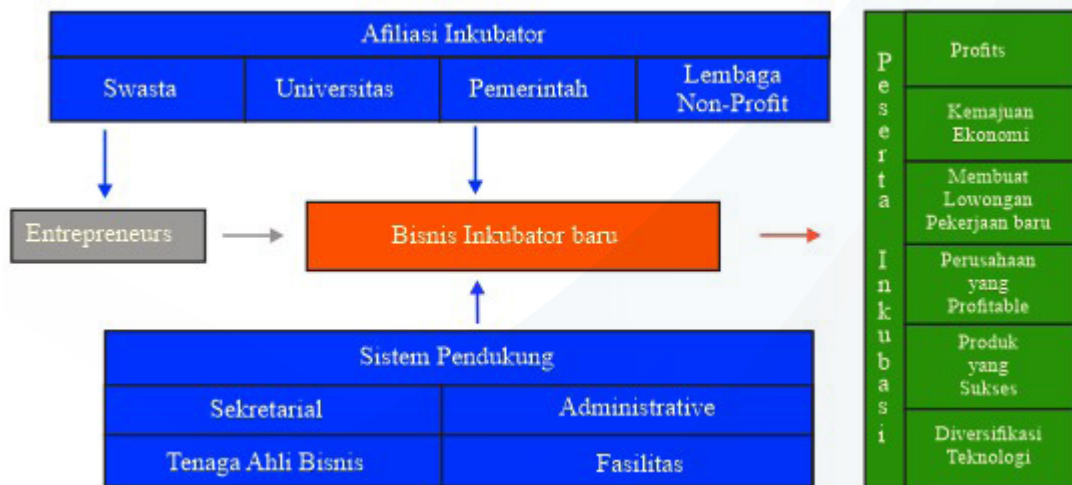 Afiliasi Inkubator
Swasta
Universitas
Pemerintah
Lembaga
Non-Profit
Entrepreneurs
Bisnis Inkubator baru
Sistem Pendukung
Sekretarial
Administrative
Tenaga Ahli Bisnis
Fasilitas
Peserta Inkubasi
Profits
Kemajuan
Ekonomi
Membuat
Lowongan
Pekerjaan baru
Perusahaan
yang
Profitable
Produk
yang
Sukses
Diversifikasi
Teknologi